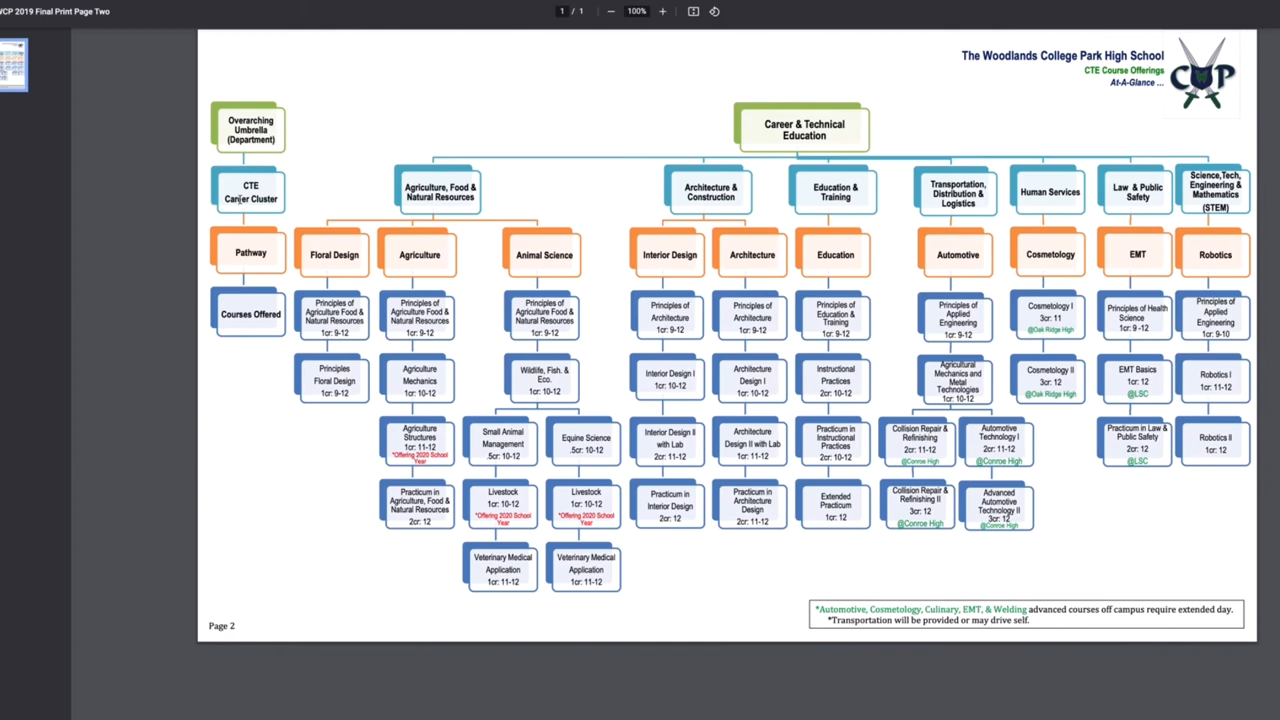 WCP 2019 Final Print Page Two
1 / 1
100%
The Woodlands College Park High School
CTE Course Offerings
At-A-Glance ...
CWP
Overarching
Umbrella
(Department)
Career & Technical
Education
CTE
Career Cluster
Agriculture, Food &
Natural Resources
Architecture &
Construction
Education &
Training
Transportation,
Distribution &
Logistics
Human Services
Law & Public
Safety
Science,Tech,
Engineering &
Mathematics
(STEM)
Pathway
Floral Design
Agriculture
Animal Science
Interior Design
Architecture
Education
Automotive
Cosmetology
EMT
Robotics
Courses Offered
Principles of
Agriculture Food &
Natural Resources
1cr: 9-12
Principles of
Agriculture Food &
Natural Resources
1cr: 9-12
Principles of
Agriculture Food &
Natural Resources
1cr: 9-12
Principles of
Architecture
1cr: 9-12
Principles of
Architecture
1cr: 9-12
Principles of
Education &
Training
1cr: 9-12
Principles of
Applied
Engineering
1cr: 9-12
Cosmetology I
3cr: 11
@Oak Ridge High
Principles of Health
Science
1cr: 9 -12
Principles of
Applied
Engineering
1cr: 9-10
Principles
Floral Design
1cr: 9-12
Agriculture
Mechanics
1cr: 10-12
Wildlife, Fish. &
Eco.
1cr: 10-12
Interior Design I
1cr: 10-12
Architecture
Design I
1cr: 10-12
Instructional
Practices
2cr: 10-12
Agricultural
Mechanics and
Metal
Technologies
1cr: 10-12
Cosmetology II
3cr: 12
@Oak Ridge High
EMT Basics
1cr: 12
@LSC
Robotics I
1cr: 11-12
Agriculture
Structures
1cr: 11-12
*Offering 2020 School
Year
Small Animal
Management
.5cr: 10-12
Equine Science
.5cr: 10-12
Interior Design II
with Lab
2cr: 11-12
Architecture
Design II with Lab
1cr: 11-12
Practicum in
Instructional
Practices
2cr: 10-12
Collision Repair &
Refinishing
2cr: 11-12
@Conroe High
Automotive
Technology I
2cr: 11-12
@Conroe High
Practicum in Law &
Public Safety
2cr: 12
@LSC
Robotics II
1cr: 12
Practicum in
Agriculture, Food &
Natural Resources
2cr: 12
Livestock
1cr: 10-12
*Offering 2020 School
Year
Livestock
1cr: 10-12
*Offering 2020 School
Year
Practicum in
Interior Design
2cr: 12
Practicum in
Architecture
Design
2cr: 11-12
Extended
Practicum
1cr: 12
Collision Repair &
Refinishing II
3cr: 12
@Conroe High
Advanced
Automotive
Technology II
3cr: 12
@Conroe High
Veterinary Medical
Application
1cr: 11-12
Veterinary Medical
Application
1cr: 11-12
*Automotive, Cosmetology, Culinary, EMT, & Welding advanced courses off campus require extended day.
*Transportation will be provided or may drive self.
Page 2